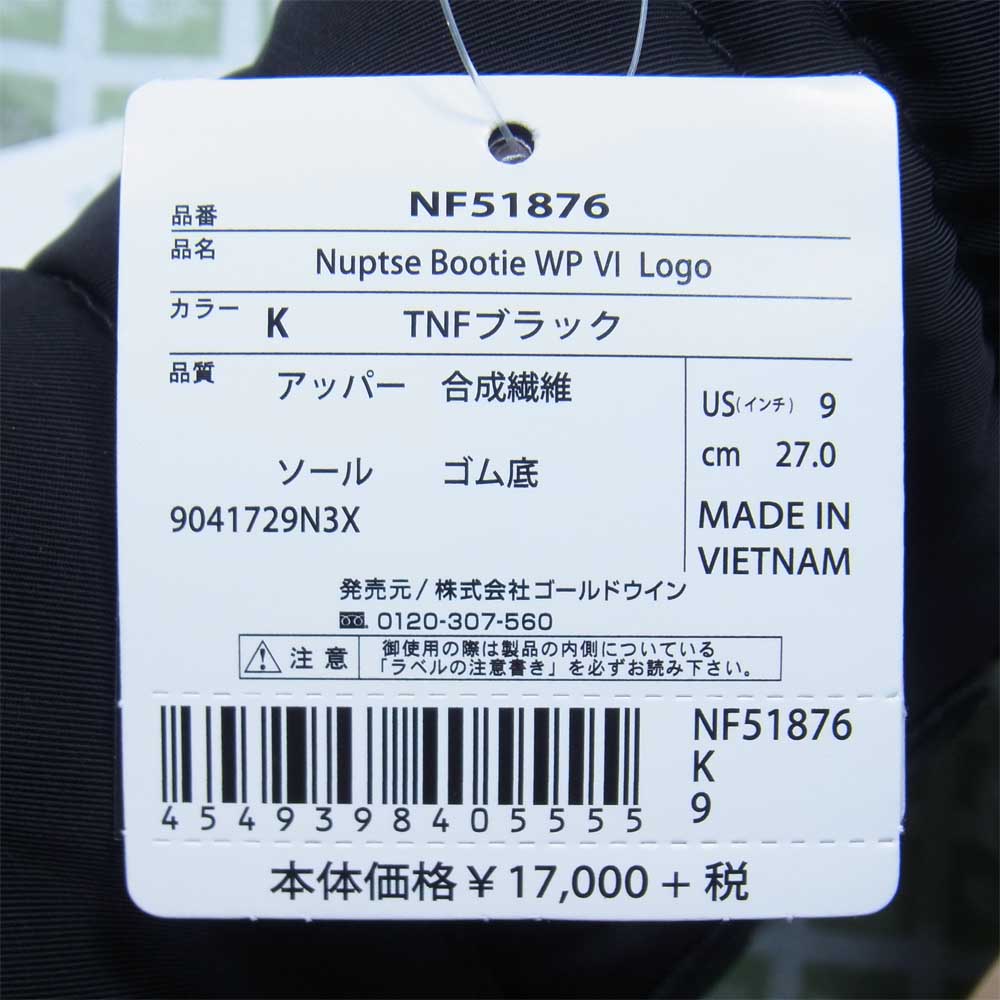 品番 NF51876
品名 Nuptse Bootie WP VI Logo
カラー K TNFブラック
品質 アッパー 合成繊維
ソール ゴム底
9041729N3X
US(インチ) 9
cm 27.0
MADE IN
VIETNAM
発売元/株式会社ゴールドウイン
0120-307-560
注意 御使用の際は製品の内側についている
「ラベルの注意書き」を必ずお読み下さい。
4549398405555
NF51876
K
9
本体価格¥17,000+税